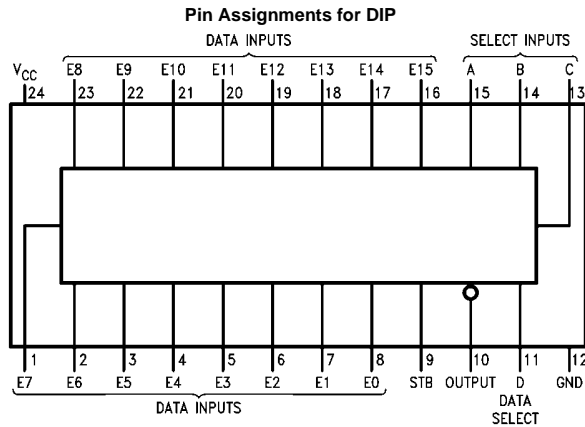 Pin Assignments for DIP
DATA INPUTS SELECT INPUTS
VCC E8 E9 E10 E11 E12 E13 E14 E15 A B C
24 23 22 21 20 19 18 17 16 15 14 13
1 2 3 4 5 6 7 8 9 10 11 12
E7 E6 E5 E4 E3 E2 E1 E0 STB OUTPUT D GND
DATA INPUTS DATA
SELECT